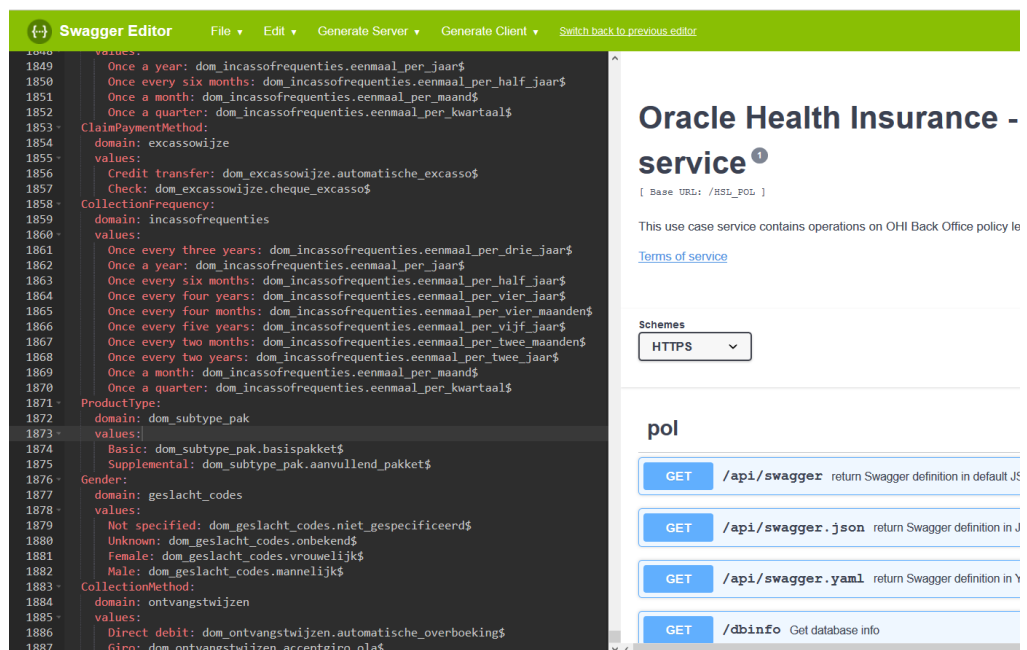 {...} Swagger Editor File Edit Generate Server Generate Client Switch back to previous editor
1848 values:
1849 Once a year: dom_incassofrequenties.eenmaal_per_jaar$
1850 Once every six months: dom_incassofrequenties.eenmaal_per_half_jaar$
1851 Once a month: dom_incassofrequenties.eenmaal_per_maand$
1852 Once a quarter: dom_incassofrequenties.eenmaal_per_kwartaal$
1853 ClaimPaymentMethod:
1854 domain: excassowijze
1855 values:
1856 Credit transfer: dom_excassowijze.automatische_excasso$
1857 Check: dom_excassowijze.cheque_excasso$
1858 CollectionFrequency:
1859 domain: incassofrequenties
1860 values:
1861 Once every three years: dom_incassofrequenties.eenmaal_per_drie_jaar$
1862 Once a year: dom_incassofrequenties.eenmaal_per_jaar$
1863 Once every six months: dom_incassofrequenties.eenmaal_per_half_jaar$
1864 Once every four years: dom_incassofrequenties.eenmaal_per_vier_jaar$
1865 Once every four months: dom_incassofrequenties.eenmaal_per_vier_maanden$
1866 Once every five years: dom_incassofrequenties.eenmaal_per_vijf_jaar$
1867 Once every two months: dom_incassofrequenties.eenmaal_per_twee_maanden$
1868 Once every two years: dom_incassofrequenties.eenmaal_per_twee_jaar$
1869 Once a month: dom_incassofrequenties.eenmaal_per_maand$
1870 Once a quarter: dom_incassofrequenties.eenmaal_per_kwartaal$
1871 ProductType:
1872 domain: dom_subtype_pak
1873 values:
1874 Basic: dom_subtype_pak.basispakket$
1875 Supplemental: dom_subtype_pak.aanvullend_pakket$
1876 Gender:
1877 domain: geslacht_codes
1878 values:
1879 Not specified: dom_geslacht_codes.niet_gespecificeerd$
1880 Unknown: dom_geslacht_codes.onbekend$
1881 Female: dom_geslacht_codes.vrouwelijk$
1882 Male: dom_geslacht_codes.mannelijk$
1883 CollectionMethod:
1884 domain: ontvangstwijzen
1885 values:
1886 Direct debit: dom_ontvangstwijzen.automatische_overboeking$
1887 Giro: dom_ontvangstwijzen.acceptgiro_ola$
Oracle Health Insurance -
service 1
[ Base URL: /HSL_POL ]
This use case service contains operations on OHI Back Office policy le
Terms of service
Schemes
HTTPS
pol
GET /api/swagger return Swagger definition in default JS
GET /api/swagger.json return Swagger definition in J
GET /api/swagger.yaml return Swagger definition in Y
GET /dbinfo Get database info